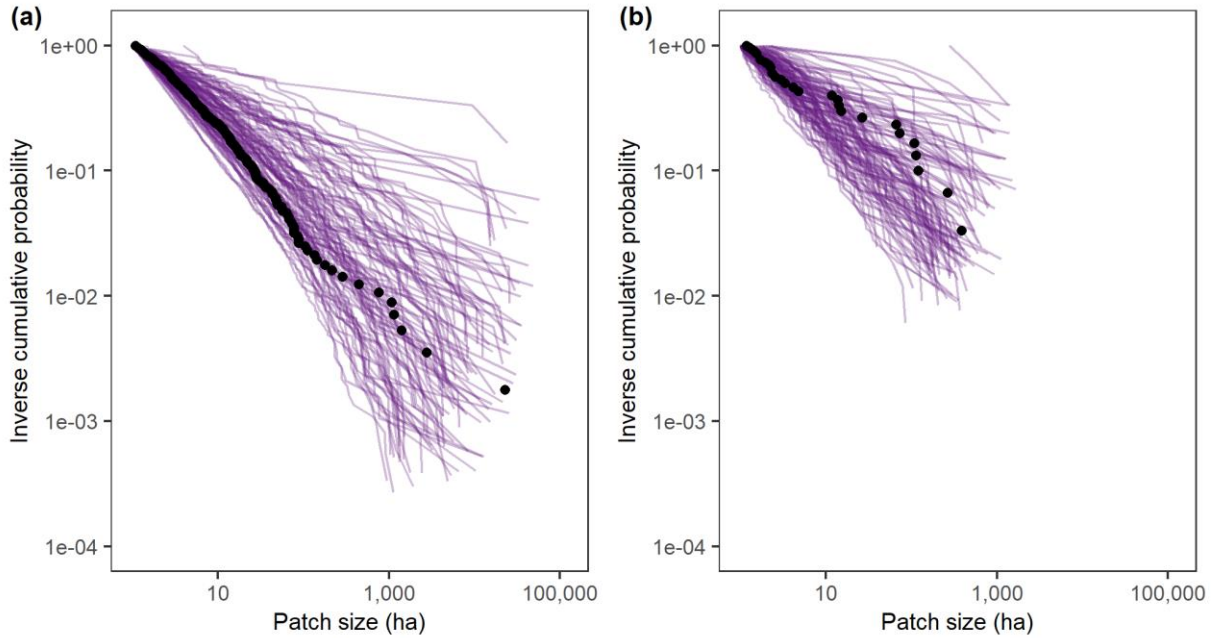 (a)
1e+00
1e-01
1e-02
1e-03
1e-04
Inverse cumulative probability
10
1,000
100,000
Patch size (ha)
(b)
1e+00
1e-01
1e-02
1e-03
1e-04
Inverse cumulative probability
10
1,000
100,000
Patch size (ha)